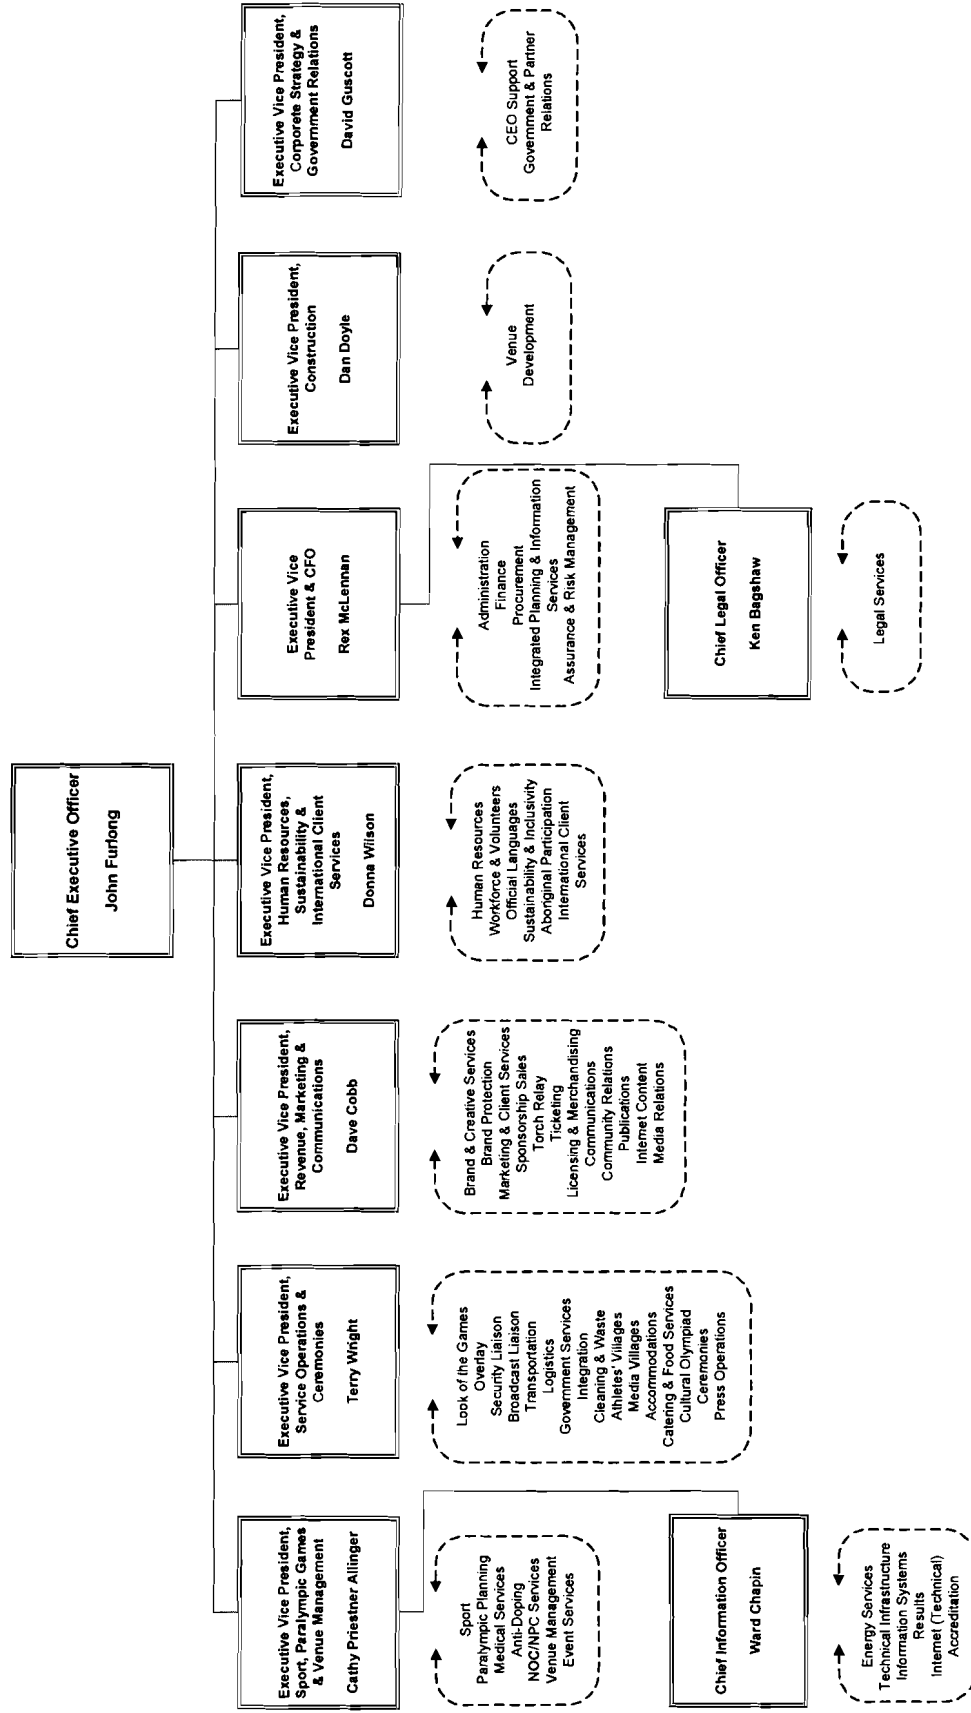 Chief Executive Officer
John Furlong
Executive Vice President,
Sport, Paralympic Games
& Venue Management
Cathy Priestner Allinger
Sport
Paralympic Planning
Medical Services
Anti-Doping
NOC/NPC Services
Venue Management
Event Services
Chief Information Officer
Ward Chapin
Energy Services
Technical Infrastructure
Information Systems
Results
Internet (Technical)
Accreditation
Executive Vice President,
Service Operations &
Ceremonies
Terry Wright
Look of the Games
Overlay
Security Liaison
Broadcast Liaison
Transportation
Logistics
Government Services
Integration
Cleaning & Waste
Athletes' Villages
Media Villages
Accommodations
Catering & Food Services
Cultural Olympiad
Ceremonies
Press Operations
Executive Vice President,
Revenue, Marketing &
Communications
Dave Cobb
Brand & Creative Services
Brand Protection
Marketing & Client Services
Sponsorship Sales
Torch Relay
Ticketing
Licensing & Merchandising
Communications
Community Relations
Publications
Internet Content
Media Relations
Executive Vice President,
Human Resources,
Sustainability &
International Client
Services
Donna Wilson
Human Resources
Workforce & Volunteers
Official Languages
Sustainability & Inclusivity
Aboriginal Participation
International Client
Services
Executive Vice
President & CFO
Rex McLennan
Administration
Finance
Procurement
Integrated Planning & Information
Services
Assurance & Risk Management
Chief Legal Officer
Ken Bagshaw
Legal Services
Executive Vice President,
Construction
Dan Doyle
Venue
Development
Executive Vice President,
Corporete Strategy &
Government Relations
David Guscott
CEO Support
Government & Partner
Relations